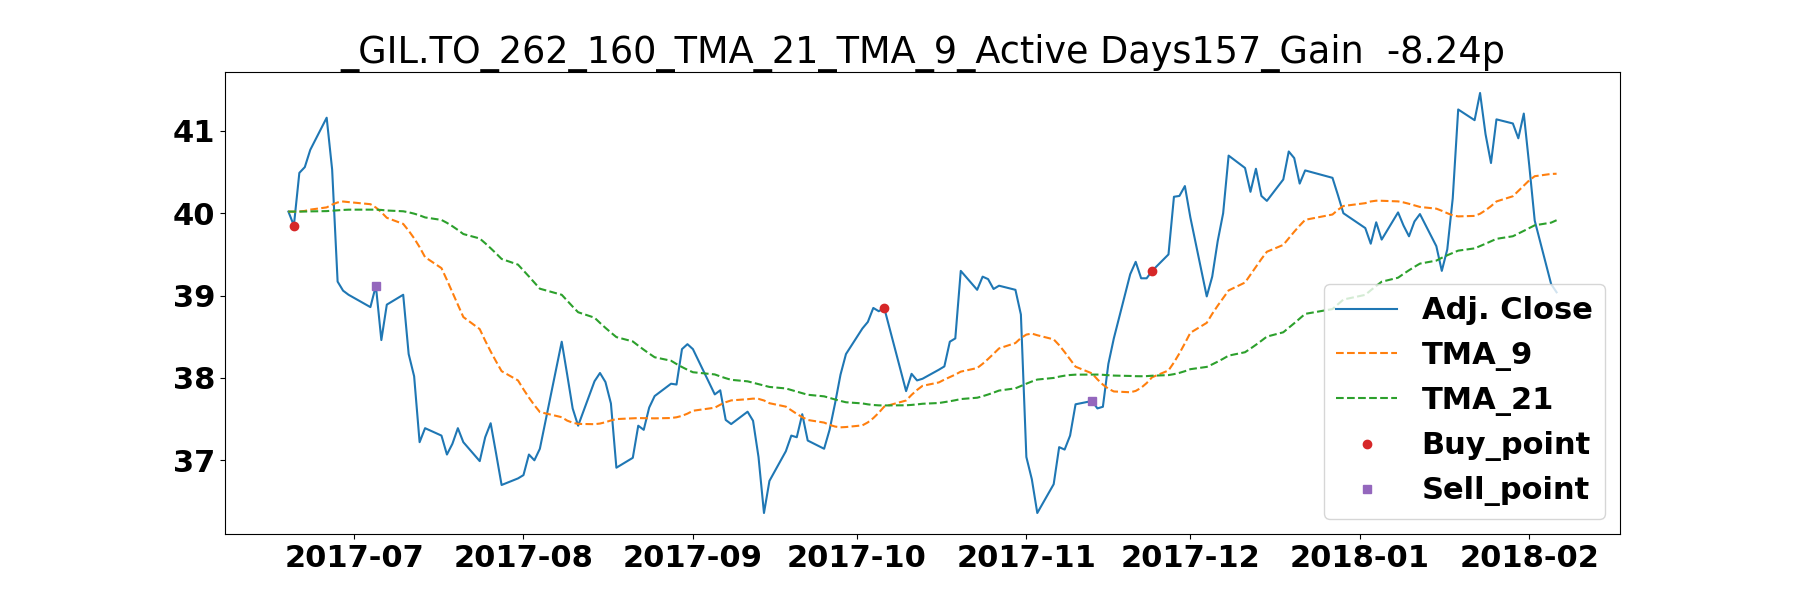 _GIL.TO_262_160_TMA_21_TMA_9_Active Days157_Gain  -8.24p
41
40
39
38
37
Adj. Close
TMA_9
TMA_21
Buy_point
Sell_point
2017-07 2017-08 2017-09 2017-10 2017-11 2017-12 2018-01 2018-02